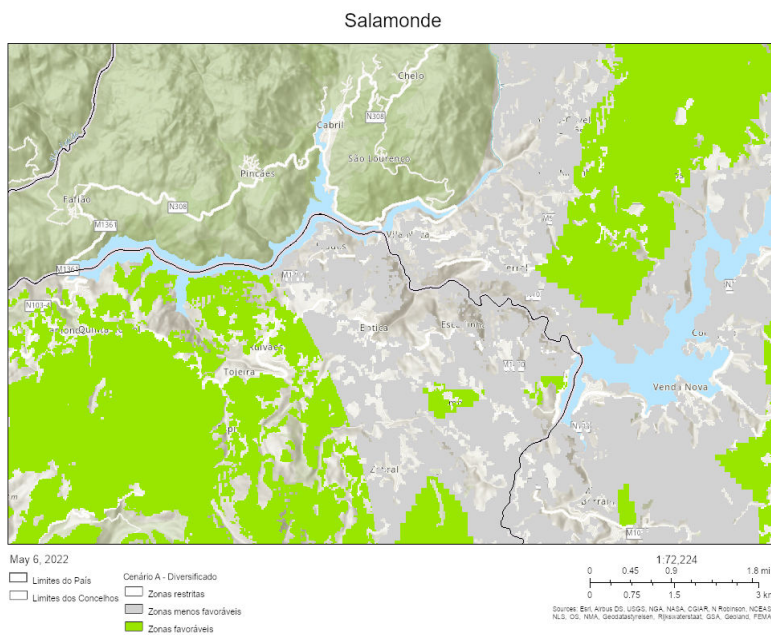 Salamonde
Chelo
Cabril
N308
São Lourenço
Pincães
Fafião
N308
M1361
M1361
N103-4
Tojeira
Venda Nova
May 6, 2022
Limites do País
Limites dos Concelhos
Cenário A - Diversificado
Zonas restritas
Zonas menos favoráveis
Zonas favoráveis
1:72,224
0 0.45 0.9 1.8 mi
0 0.75 1.5 3 km
Sources: Esri, Airbus DS, USGS, NGA, NASA, CGIAR, N Robinson, NCEAS,
NLS, OS, NMA, Geodatastyrelsen, Rijkswaterstaat, GSA, Geoland, FEMA,